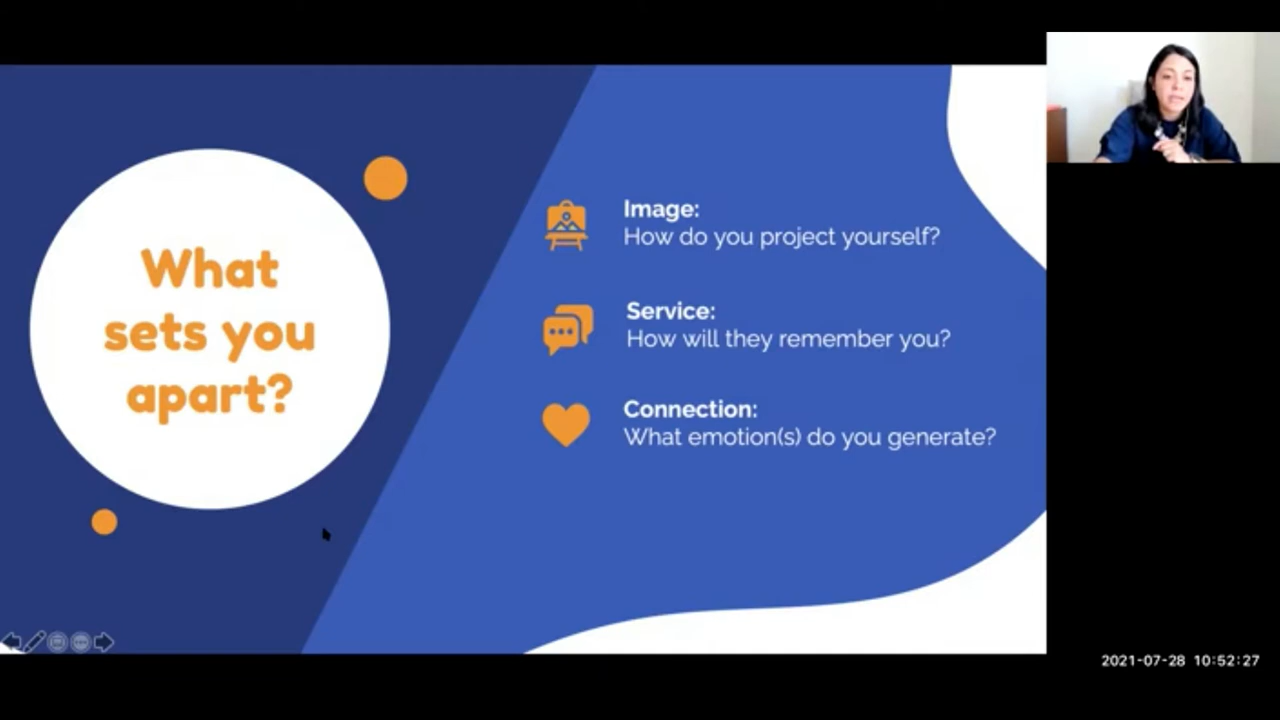 What
sets you
apart?
Image:
How do you project yourself?
Service:
How will they remember you?
Connection:
What emotion(s) do you generate?
2021-07-28 10:52:27